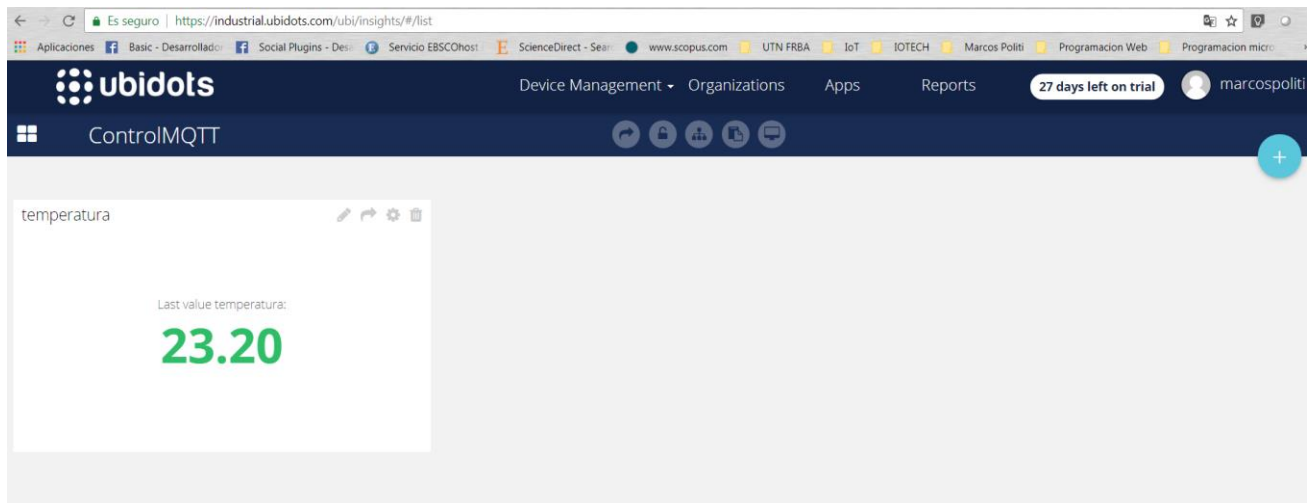 Es seguro | https://industrial.ubidots.com/ubi/insights/#/list
Aplicaciones Basic - Desarrollador Social Plugins - Desa Servicio EBSCOhost ScienceDirect - Sear www.scopus.com UTN FRBA IoT IOTECH Marcos Politi Programacion Web Programacion micro
ubidots Device Management Organizations Apps Reports 27 days left on trial marcospoliti
ControlMQTT
temperatura
Last value temperatura:
23.20